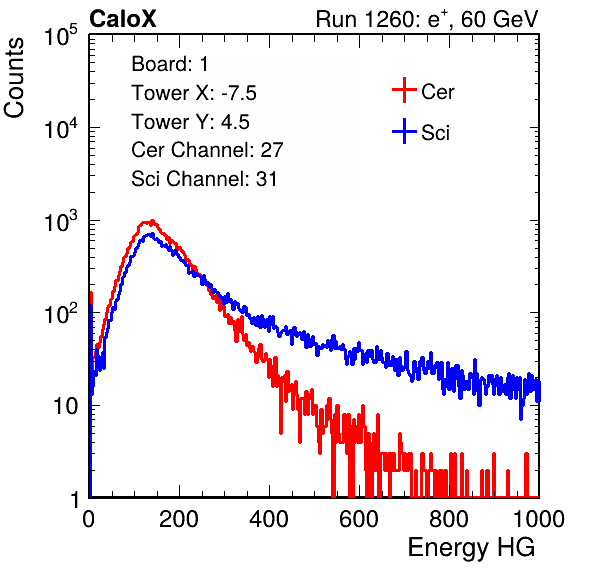 CaloX Run 1260: e⁺, 60 GeV
Counts
10⁵
10⁴
10³
10²
10
1
Board: 1
Tower X: -7.5
Tower Y: 4.5
Cer Channel: 27
Sci Channel: 31
Cer
Sci
0 200 400 600 800 1000
Energy HG